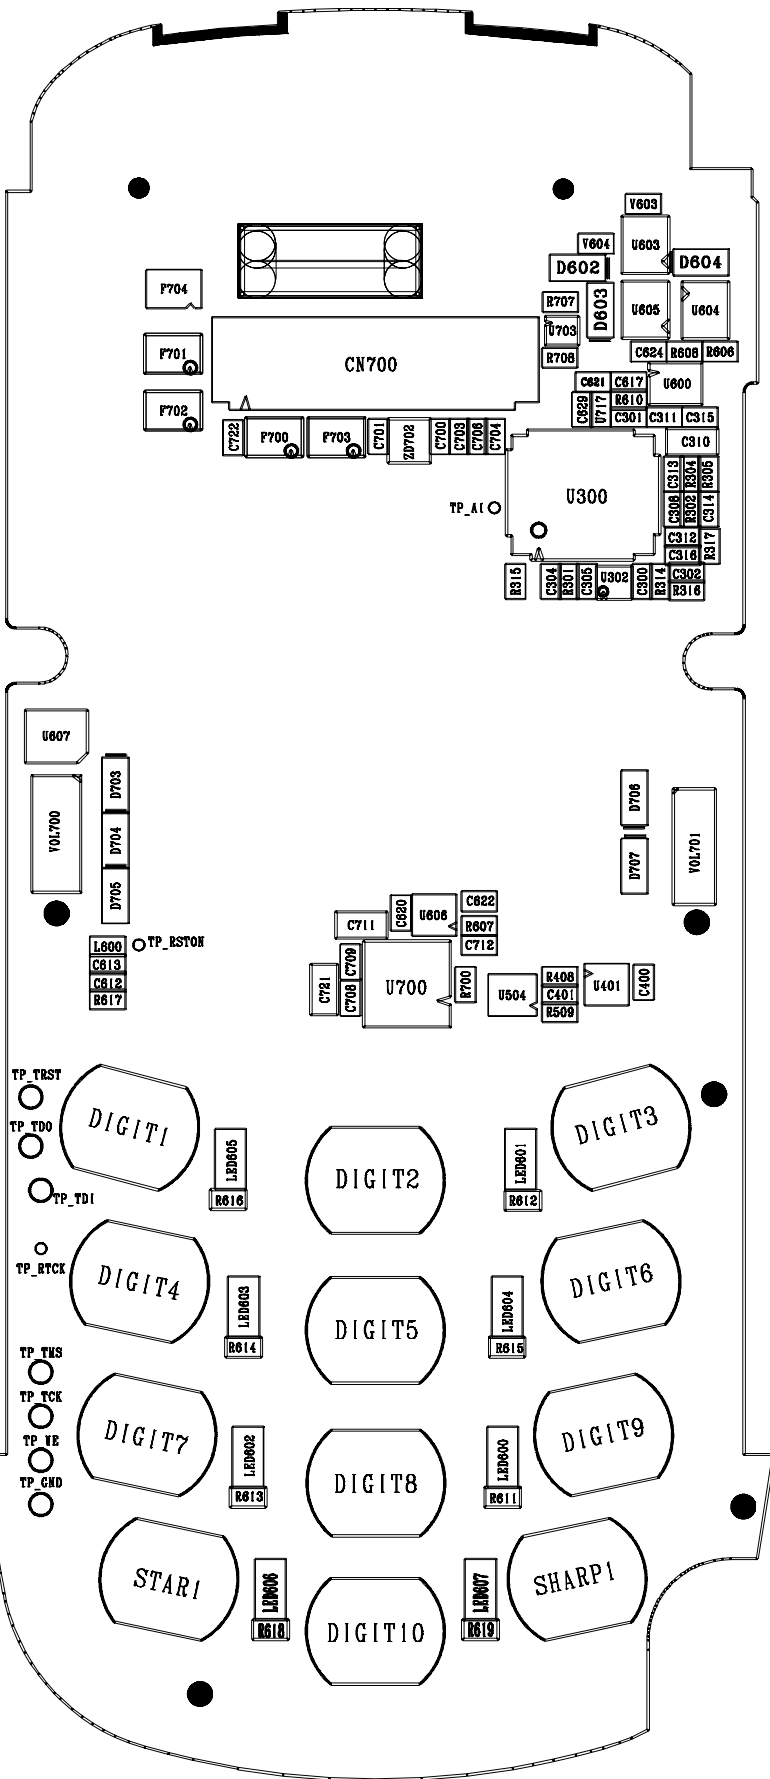 V603
V604
U603
D602
D604
F704
R707
D603
U605
U604
U703
F701
CN700
R708
C624
R608
R606
C621
C617
U600
F702
C629
U717
R610
C301
C311
C315
C722
F700
F703
C701
ZD702
C700
C703
C706
C704
C310
C313
R304
R305
U300
TP_A1
C308
R302
C314
C312
R317
C316
R315
C304
R301
C305
U302
C300
R314
C302
R316
U607
D703
D706
VOL700
D704
VOL701
D707
D705
C620
U606
C622
C711
R607
L600
TP_RSTON
C712
C613
C709
C612
C721
U700
R700
R408
U401
C400
R617
C708
U504
C401
R509
TP_TRST
DIGIT1
DIGIT3
TP_TDO
LED605
LED601
DIGIT2
TP_TDI
R616
R612
TP_RTCK
DIGIT4
DIGIT6
LED603
LED604
DIGIT5
TP_TMS
R614
R615
TP_TCK
DIGIT7
DIGIT9
TP_WE
LED602
LED600
TP_GND
DIGIT8
R613
R611
STAR1
SHARP1
LED606
LED607
R618
DIGIT10
R619